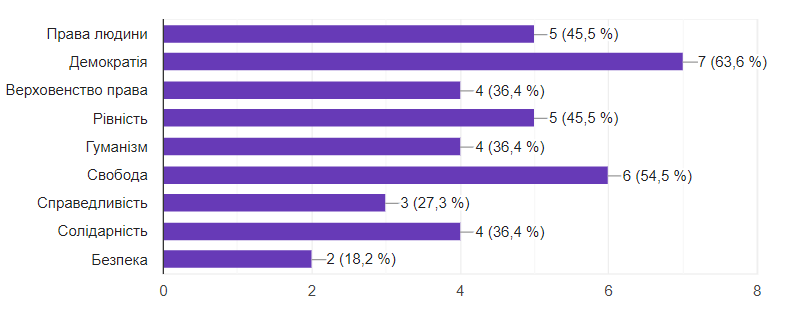 Права людини 5 (45,5 %)
Демократія 7 (63,6 %)
Верховенство права 4 (36,4 %)
Рівність 5 (45,5 %)
Гуманізм 4 (36,4 %)
Свобода 6 (54,5 %)
Справедливість 3 (27,3 %)
Солідарність 4 (36,4 %)
Безпека 2 (18,2 %)
0 2 4 6 8